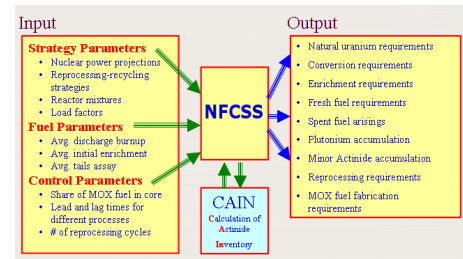 Input
Output
Strategy Parameters
Nuclear power projections
Reprocessing-recycling
strategies
Reactor mixtures
Load factors
Fuel Parameters
Avg. discharge burnup
Avg. initial enrichment
Avg. tails assay
Control Parameters
Share of MOX fuel in core
Lead and lag times for
different processes
# of reprocessing cycles
NFCSS
CAIN
Calculation of
Actinide
Inventory
Natural uranium requirements
Conversion requirements
Enrichment requirements
Fresh fuel requirements
Spent fuel arisings
Plutonium accumulation
Minor Actinide accumulation
Reprocessing requirements
MOX fuel fabrication
requirements